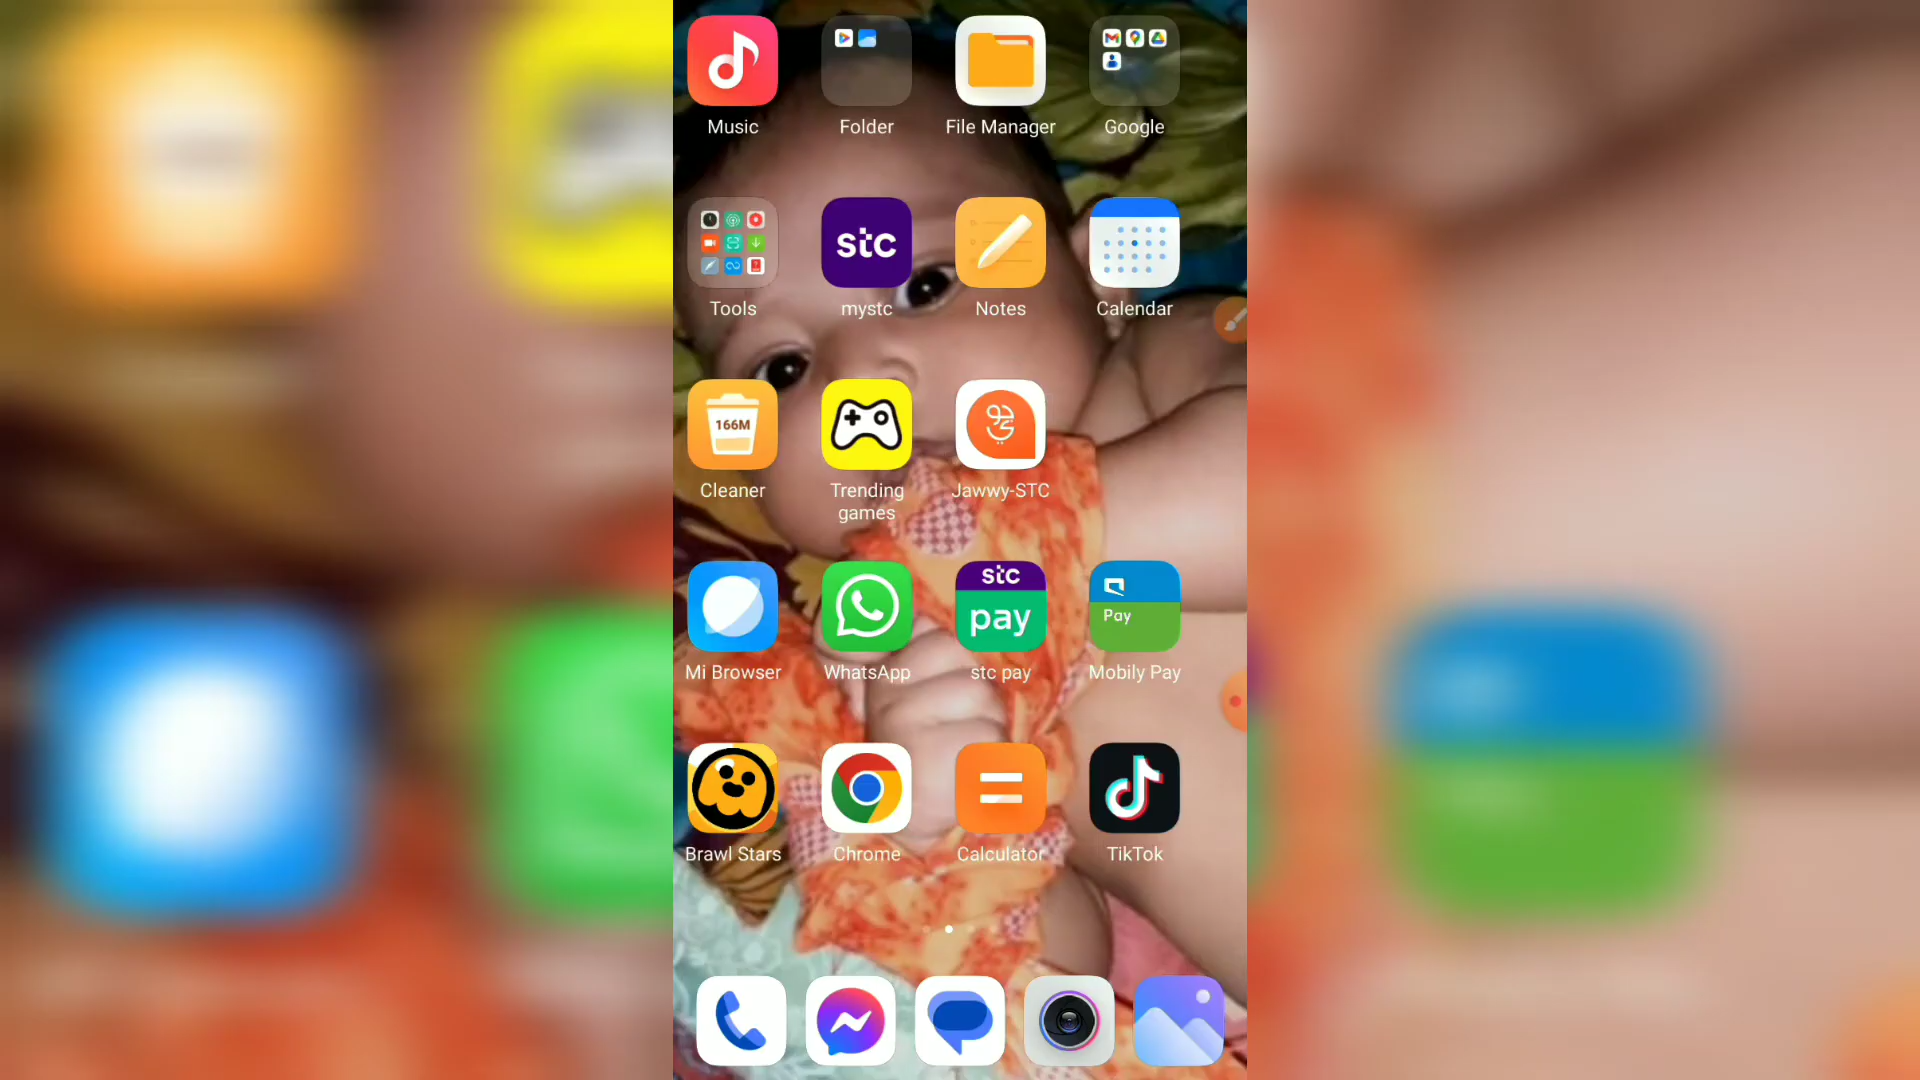 Music
Folder
File Manager
Google
stc
Tools
mystc
Notes
Calendar
166M
Cleaner
Trending
games
Jawwy-STC
stc
pay
Pay
Mi Browser
WhatsApp
stc pay
Mobily Pay
Brawl Stars
Chrome
Calculator
TikTok